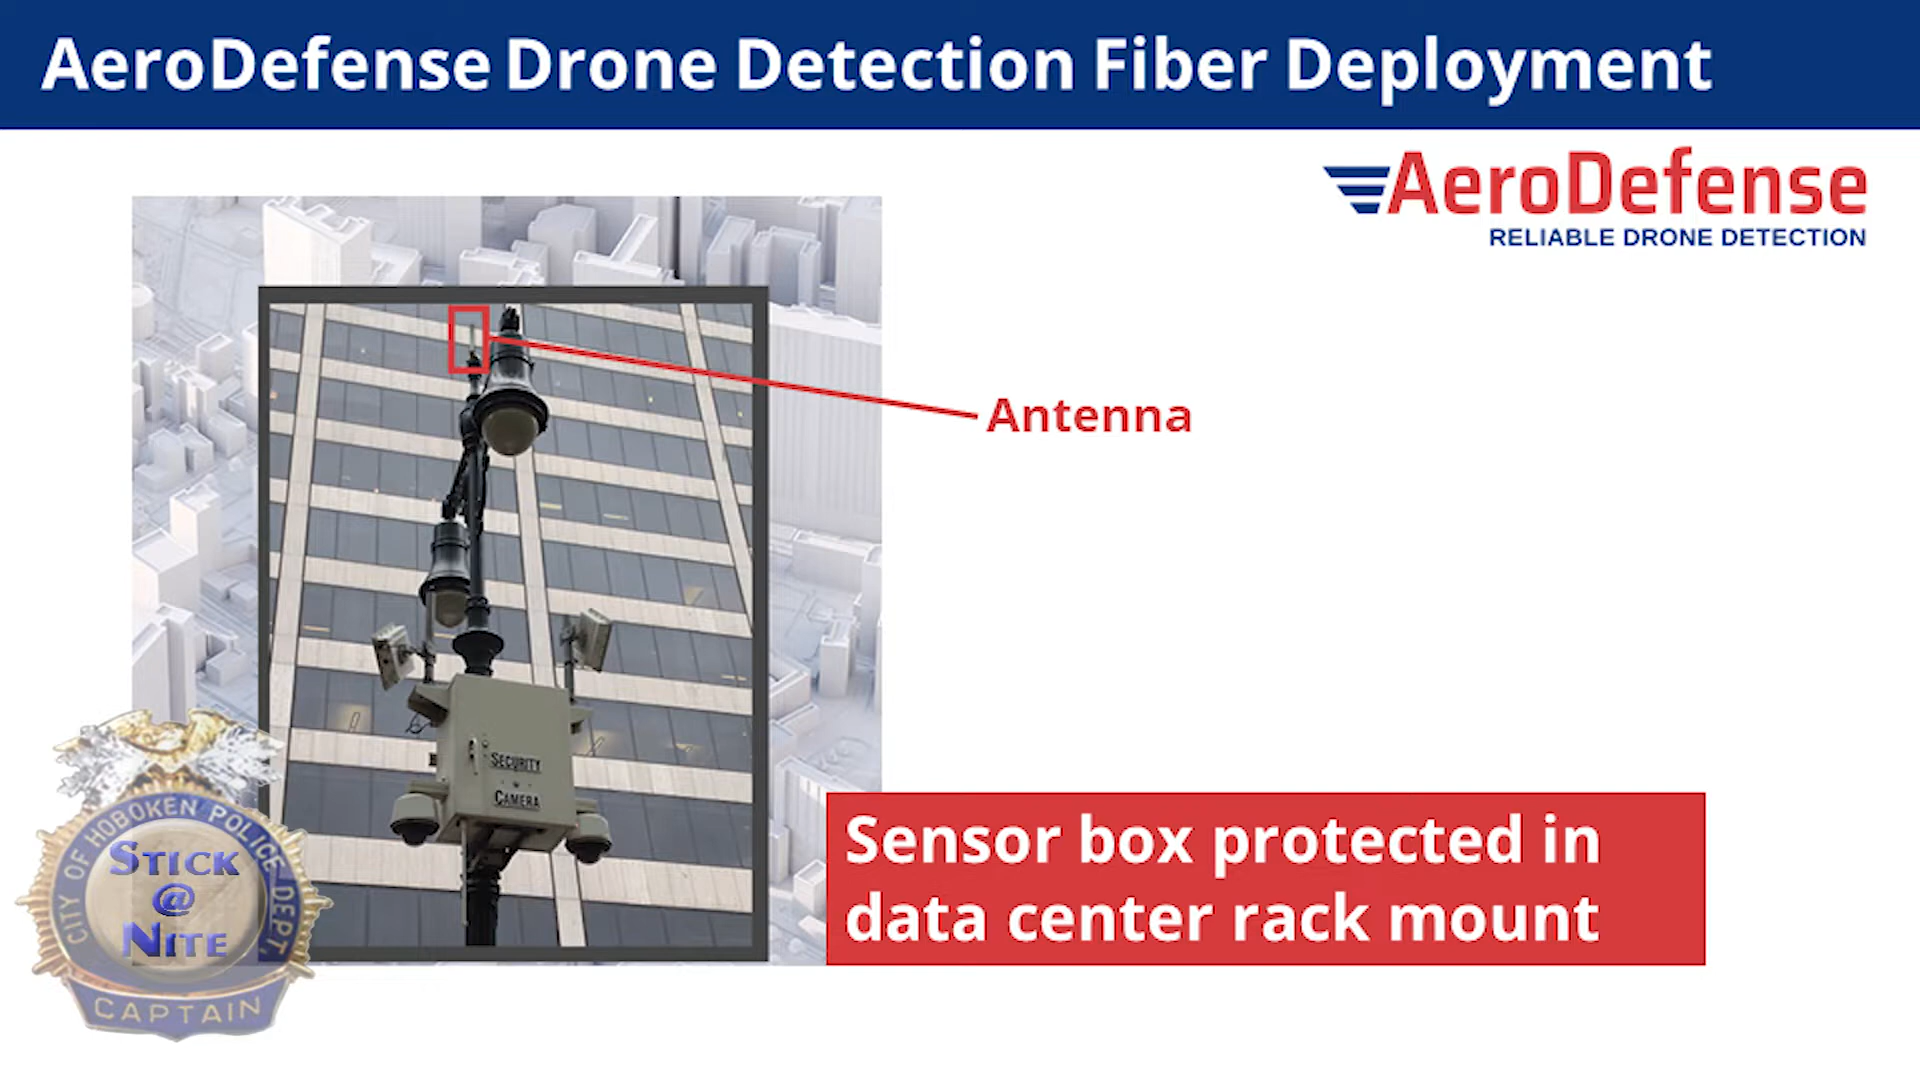 AeroDefense Drone Detection Fiber Deployment
AeroDefense
RELIABLE DRONE DETECTION
Antenna
SECURITY
CAMERA
Sensor box protected in
data center rack mount
CITY OF HOBOKEN POLICE DEPT.
STICK
@
NITE
CAPTAIN